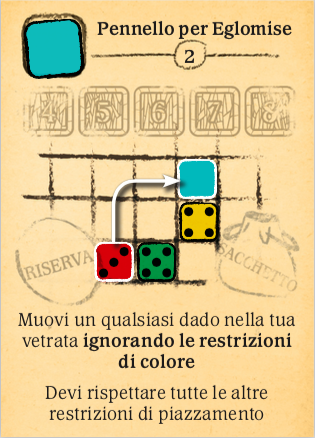 Pennello per Eglomise
2
4 5 6 7 8
RISERVA
SACCHETTO
Muovi un qualsiasi dado nella tua
vetrata ignorando le restrizioni
di colore
Devi rispettare tutte le altre
restrizioni di piazzamento